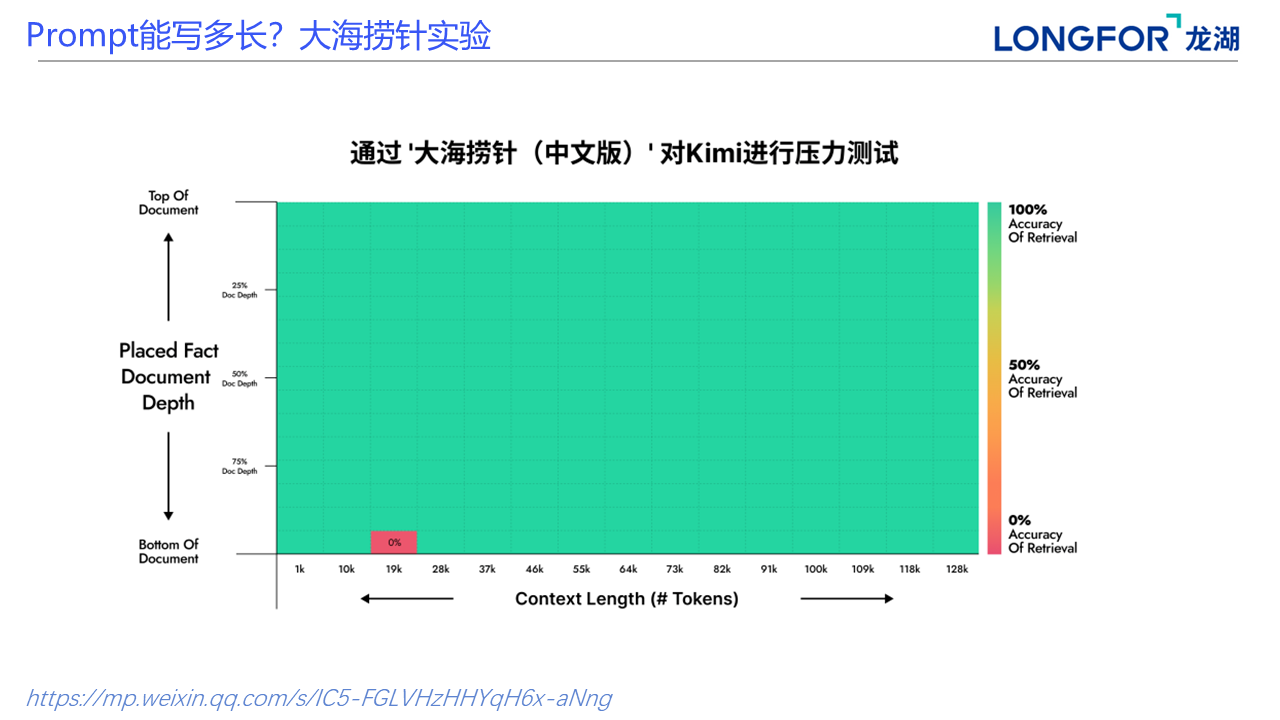 Prompt能写多长？大海捞针实验
LONGFOR 龙湖
通过 '大海捞针（中文版）' 对Kimi进行压力测试
Top Of
Document
25%
Doc Depth
Placed Fact
Document
Depth
50%
Doc Depth
75%
Doc Depth
Bottom Of
Document
0%
100%
Accuracy
Of Retrieval
50%
Accuracy
Of Retrieval
0%
Accuracy
Of Retrieval
1k 10k 19k 28k 37k 46k 55k 64k 73k 82k 91k 100k 109k 118k 128k
Context Length (# Tokens)
https://mp.weixin.qq.com/s/IC5-FGLVHzHHYqH6x-aNng